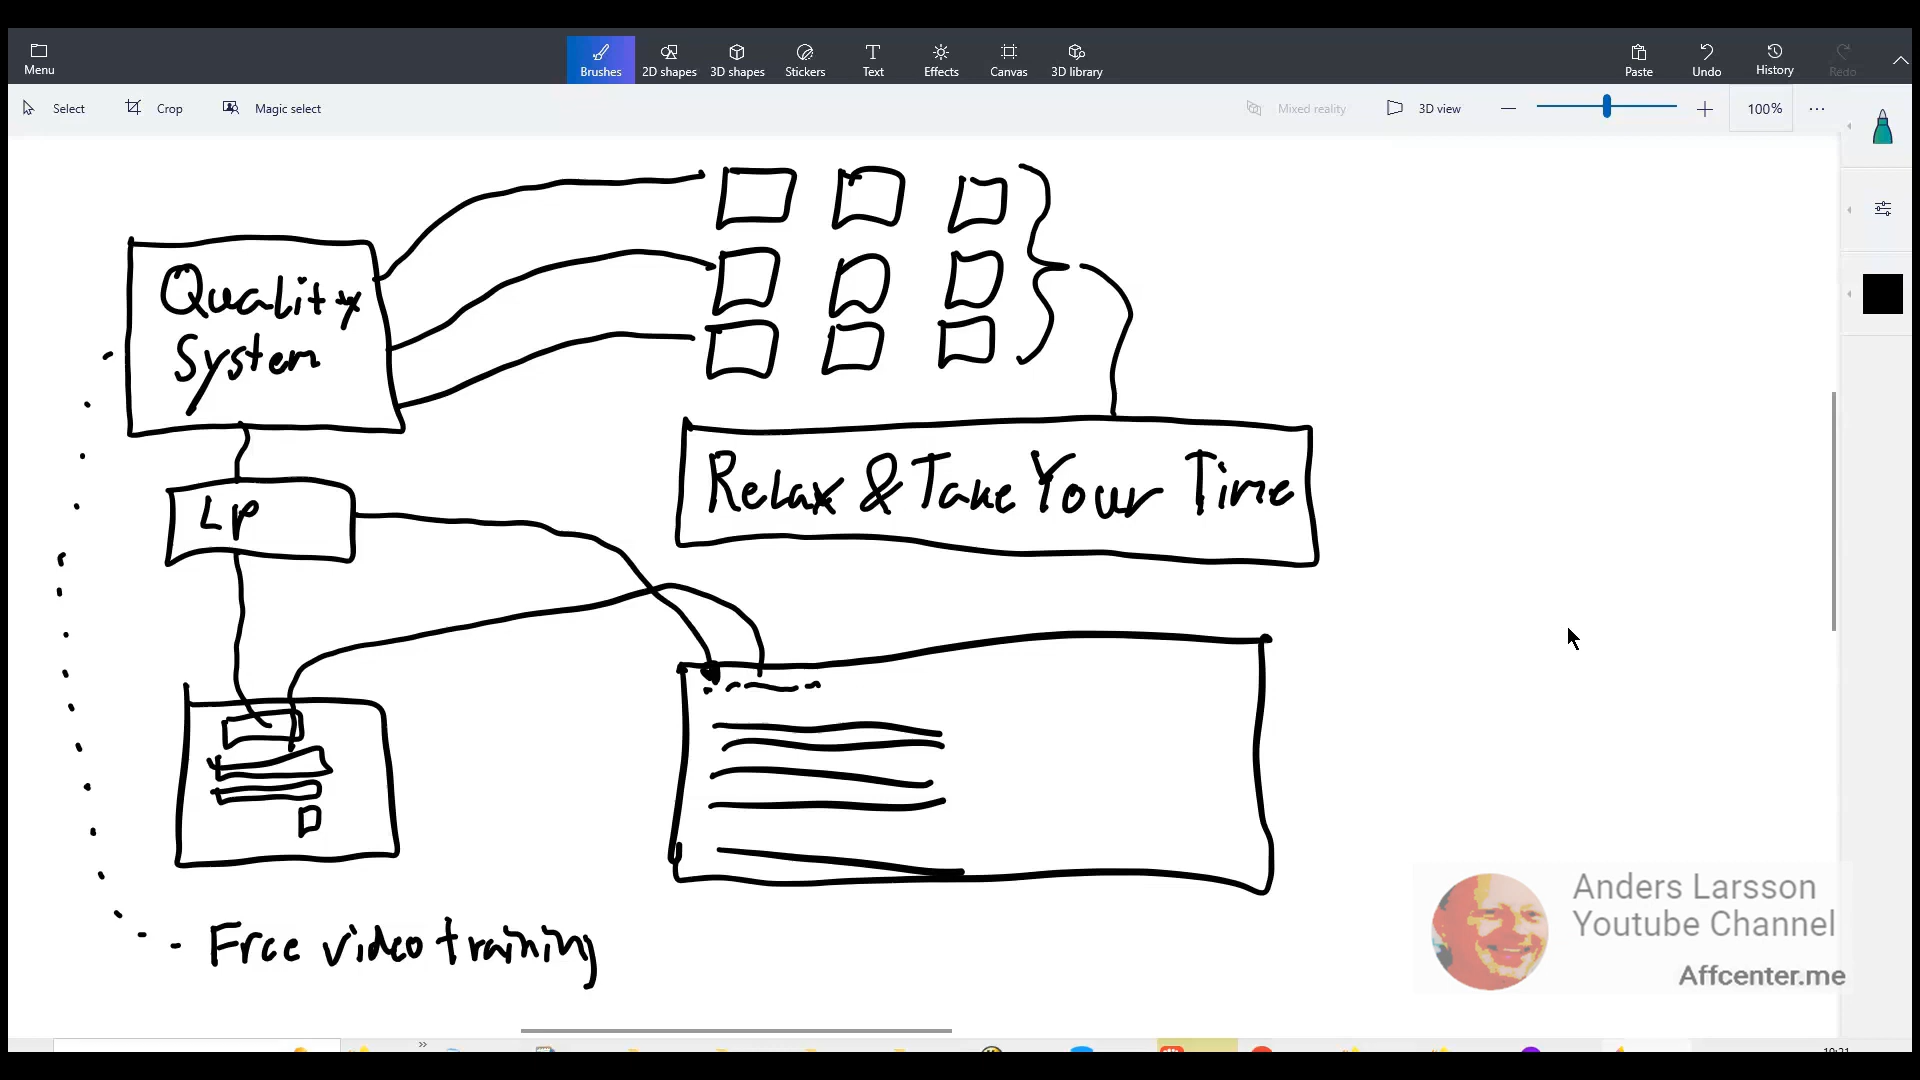 Menu
Brushes
2D shapes
3D shapes
Stickers
Text
Effects
Canvas
3D library
Paste
Undo
History
Redo
Select
Crop
Magic select
Mixed reality
3D view
100%
Quality
System
LP
Relax & Take Your Time
Free video training
Anders Larsson
Youtube Channel
Affcenter.me